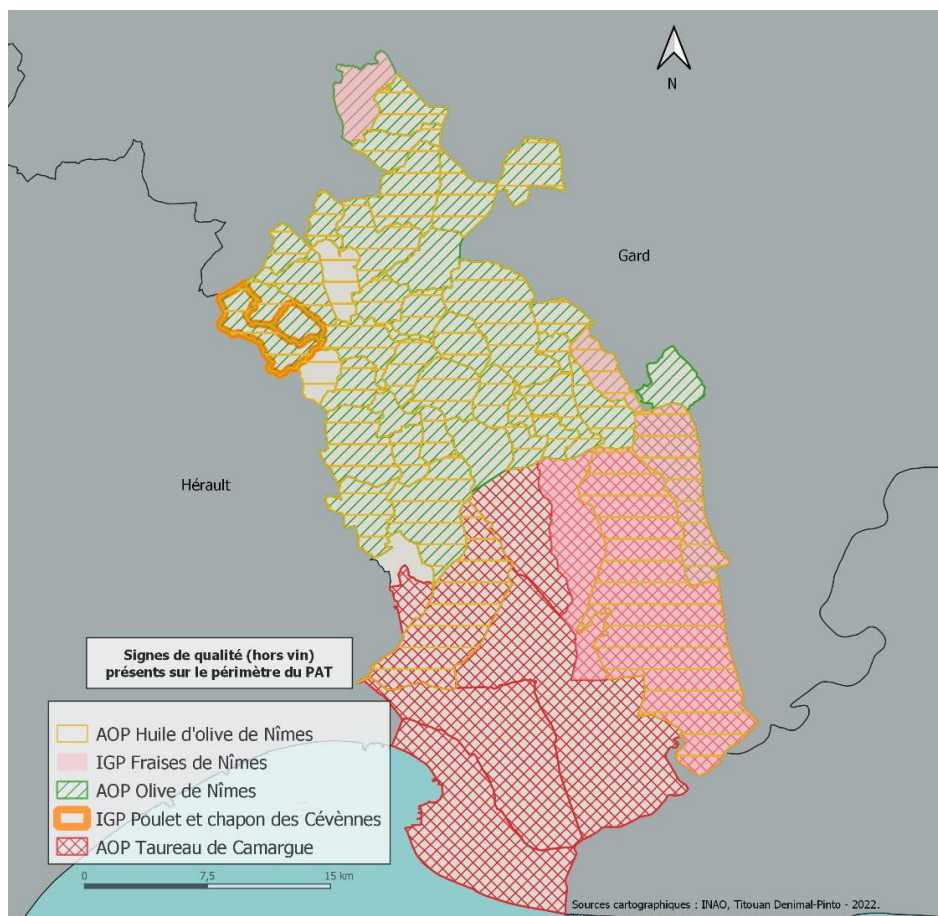 N
Gard
Hérault
Signes de qualité (hors vin)
présents sur le périmètre du PAT
AOP Huile d'olive de Nîmes
IGP Fraises de Nîmes
AOP Olive de Nîmes
IGP Poulet et chapon des Cévènnes
AOP Taureau de Camargue
0 7,5 15 km
Sources cartographiques : INAO, Titouan Denimal-Pinto - 2022.